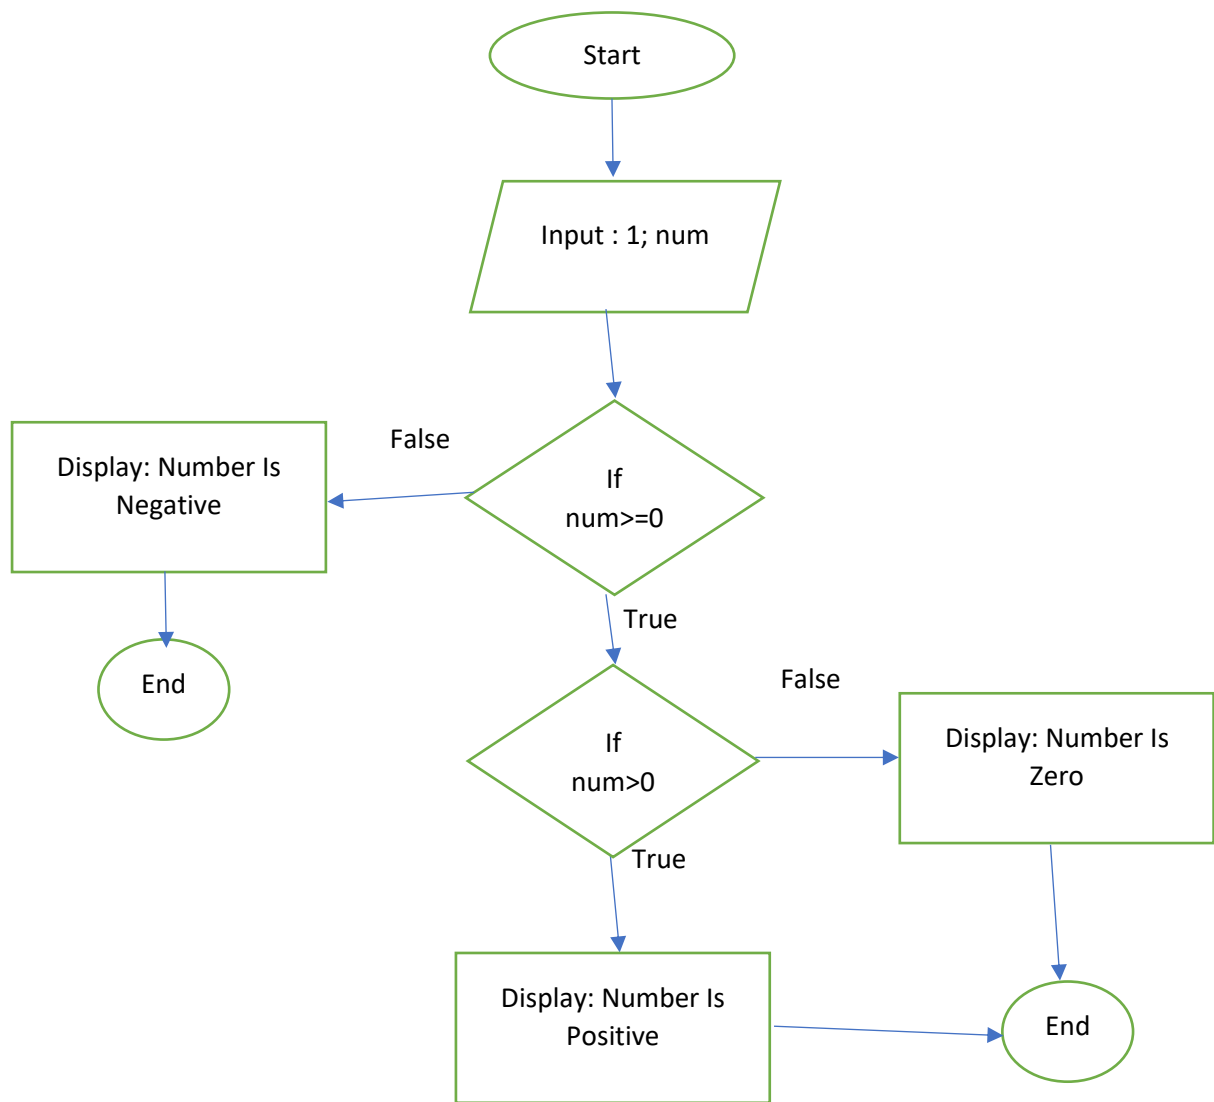 Start
Input : 1; num
False
Display: Number Is
Negative
If
num>=0
True
End
False
If
num>0
Display: Number Is
Zero
True
Display: Number Is
Positive
End